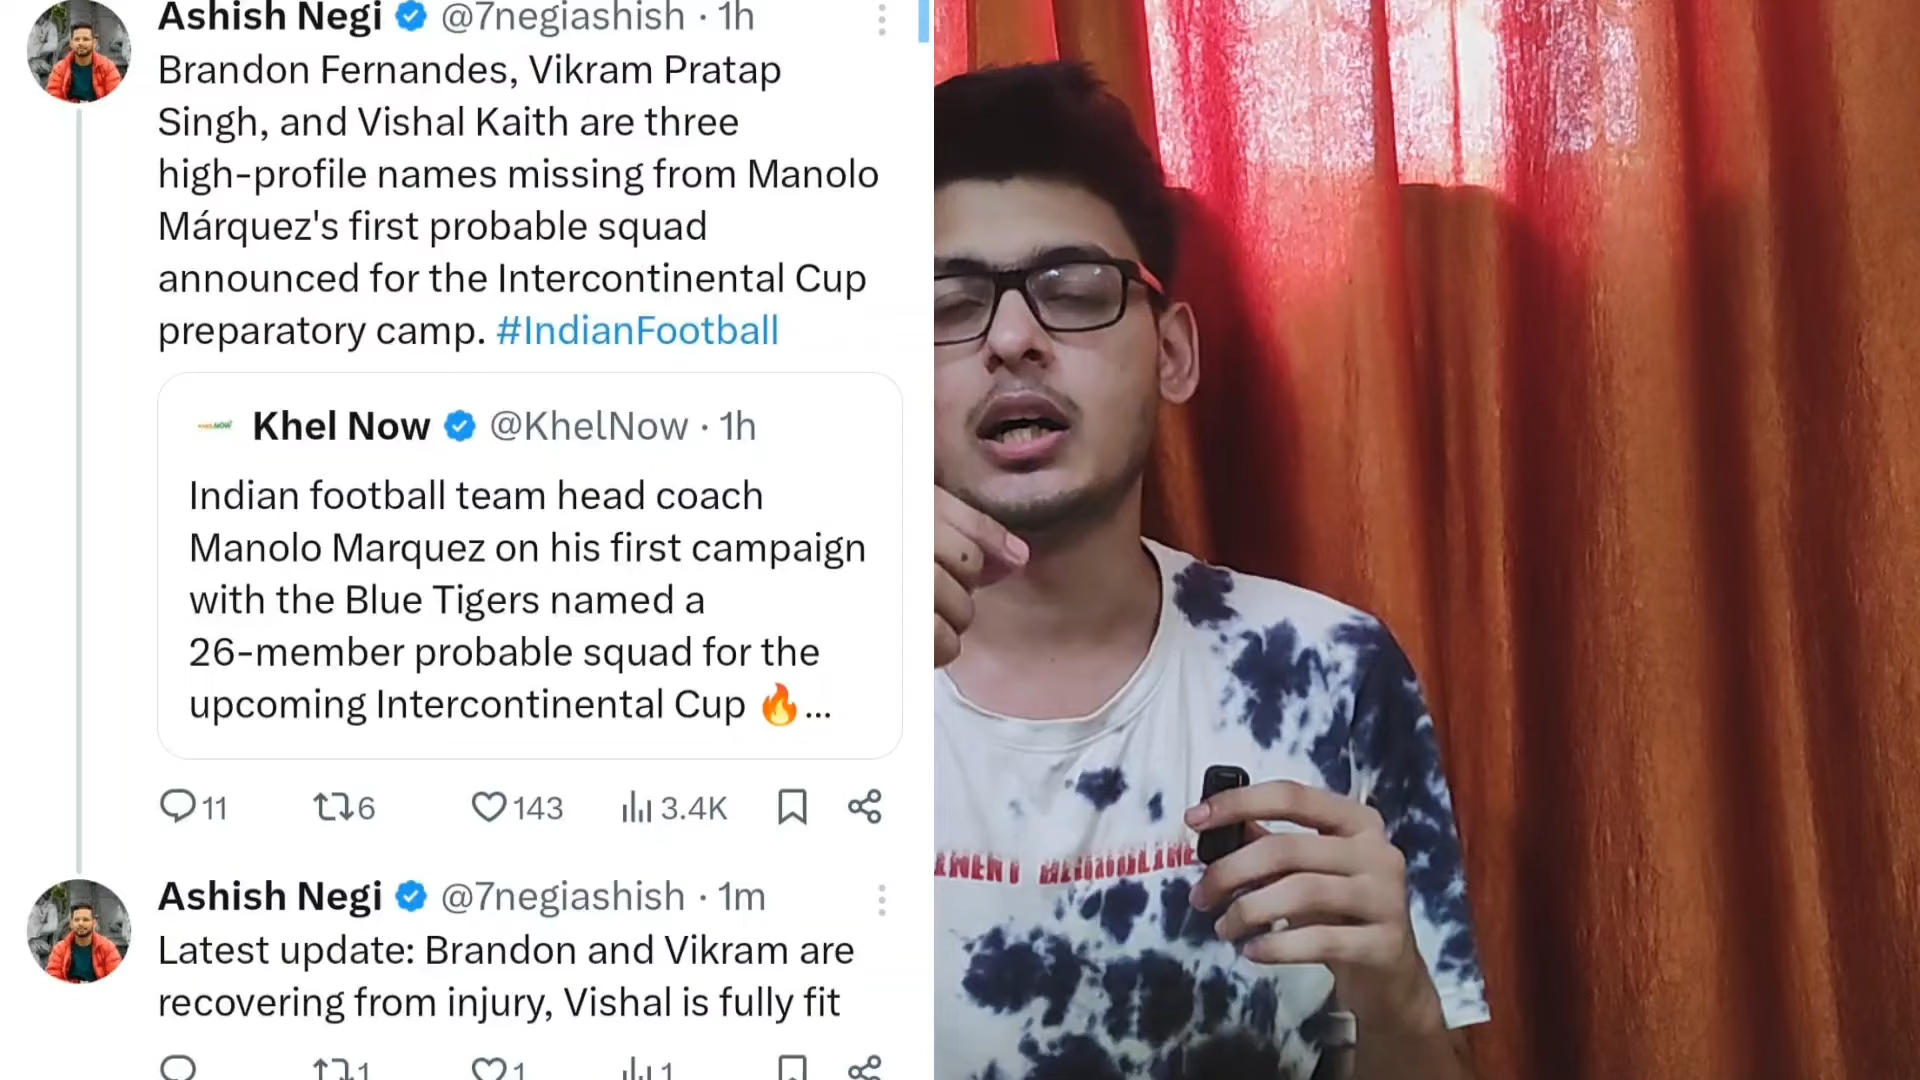 Ashish Negi @7negiashish · 1h
Brandon Fernandes, Vikram Pratap
Singh, and Vishal Kaith are three
high-profile names missing from Manolo
Márquez's first probable squad
announced for the Intercontinental Cup
preparatory camp. #IndianFootball
Khel Now @KhelNow · 1h
Indian football team head coach
Manolo Marquez on his first campaign
with the Blue Tigers named a
26-member probable squad for the
upcoming Intercontinental Cup 🔥...
11 6 143 3.4K
Ashish Negi @7negiashish · 1m
Latest update: Brandon and Vikram are
recovering from injury, Vishal is fully fit
1 1 1